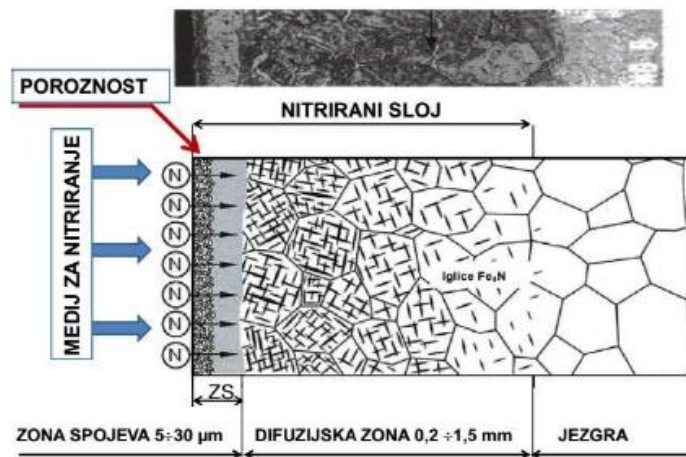 POROZNOST
NITRIRANI SLOJ
MEDIJ ZA NITRIRANJE
N
N
N
N
N
N
N
Iglice Fe₄N
ZS
ZONA SPOJEVA 5÷30 µm
DIFUZIJSKA ZONA 0,2 ÷1,5 mm
JEZGRA